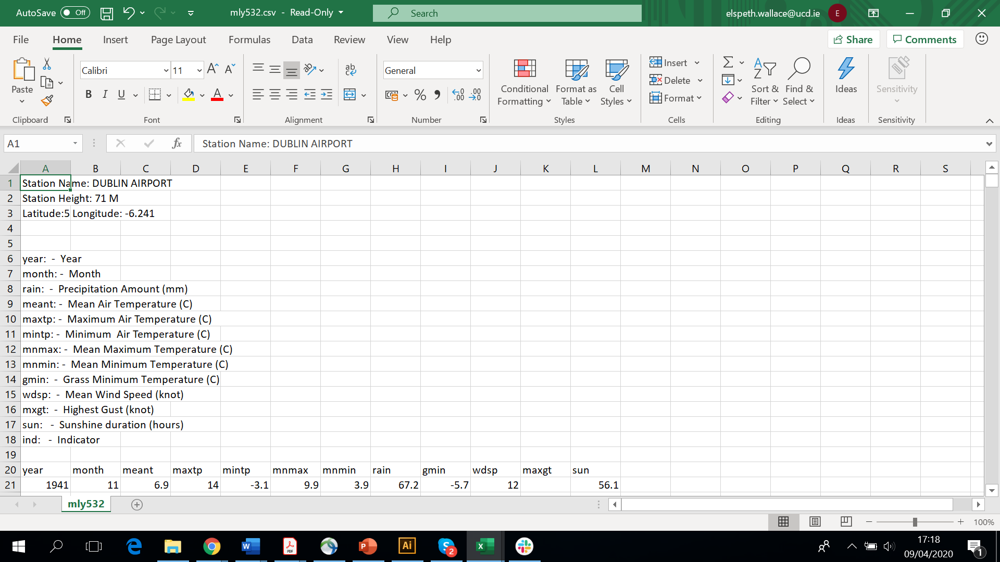 AutoSave Off mly532.csv - Read-Only Search elspeth.wallace@ucd.ie E
File Home Insert Page Layout Formulas Data Review View Help Share Comments
Paste Calibri 11 General Conditional Formatting Format as Table Cell Styles Insert Delete Format Sort & Filter Find & Select Ideas Sensitivity
Clipboard Font Alignment Number Styles Cells Editing Ideas Sensitivity
A1 fx Station Name: DUBLIN AIRPORT
A B C D E F G H I J K L M N O P Q R S
1 Station Name: DUBLIN AIRPORT
2 Station Height: 71 M
3 Latitude:5 Longitude: -6.241
4
5
6 year: - Year
7 month: - Month
8 rain: - Precipitation Amount (mm)
9 meant: - Mean Air Temperature (C)
10 maxtp: - Maximum Air Temperature (C)
11 mintp: - Minimum Air Temperature (C)
12 mnmax: - Mean Maximum Temperature (C)
13 mnmin: - Mean Minimum Temperature (C)
14 gmin: - Grass Minimum Temperature (C)
15 wdsp: - Mean Wind Speed (knot)
16 mxgt: - Highest Gust (knot)
17 sun: - Sunshine duration (hours)
18 ind: - Indicator
19
20 year month meant maxtp mintp mnmax mnmin rain gmin wdsp maxgt sun
21 1941 11 6.9 14 -3.1 9.9 3.9 67.2 -5.7 12 56.1
mly532
100%
17:18
09/04/2020